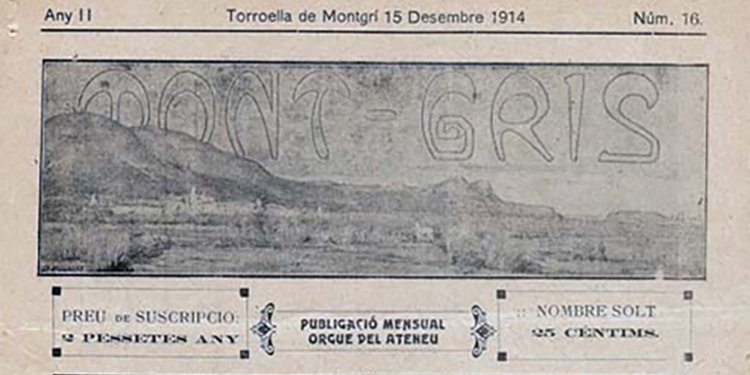 Any II
Torroella de Montgrí 15 Desembre 1914
Núm. 16.
MONT-GRIS
PREU DE SUSCRIPCIO:
2 PESSETES ANY
PUBLICACIÓ MENSUAL
ORGUE DEL ATENEU
:: NOMBRE SOLT
25 CÈNTIMS.